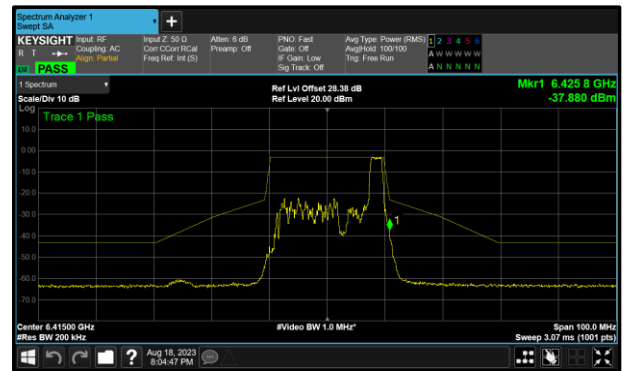 Spectrum Analyzer 1
Swept SA
+
KEYSIGHT Input: RF Input Z: 50 Ω Atten: 6 dB PNO: Fast Avg Type: Power (RMS) 1 2 3 4 5 6
R T Coupling: AC Corr CCorr RCal Preamp: Off Gate: Off Avg|Hold: 100/100 A W W W W W
Align: Partial Freq Ref: Int (S) IF Gain: Low Trig: Free Run
LXI PASS Sig Track: Off A N N N N N
1 Spectrum Ref Lvl Offset 28.38 dB Mkr1 6.425 8 GHz
Scale/Div 10 dB Ref Level 20.00 dBm -37.880 dBm
Log
Trace 1 Pass
10.0
0.00
-10.0
-20.0
-30.0
1
-40.0
-50.0
-60.0
-70.0
Center 6.41500 GHz #Video BW 1.0 MHz* Span 100.0 MHz
#Res BW 200 kHz Sweep 3.07 ms (1001 pts)
? Aug 18, 2023
8:04:47 PM